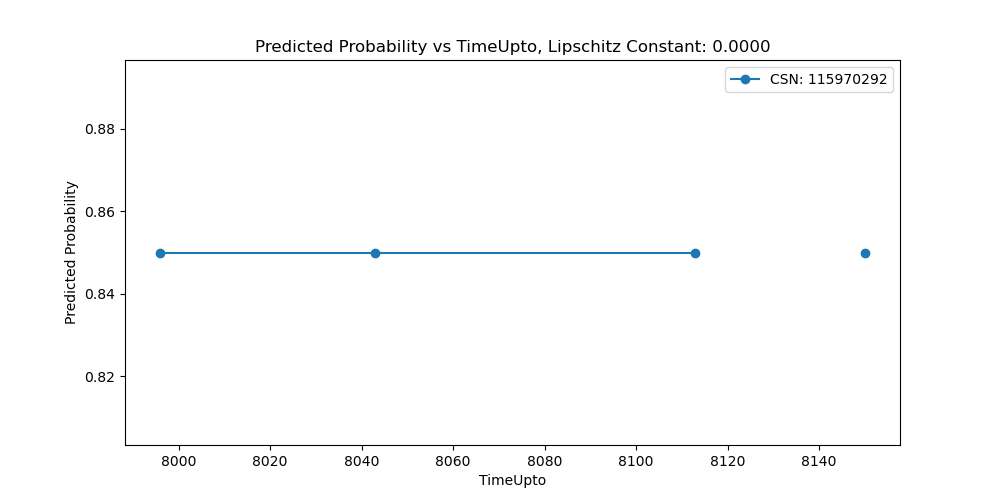 Predicted Probability vs TimeUpto, Lipschitz Constant: 0.0000
CSN: 115970292
0.88
0.86
0.84
0.82
Predicted Probability
8000 8020 8040 8060 8080 8100 8120 8140
TimeUpto